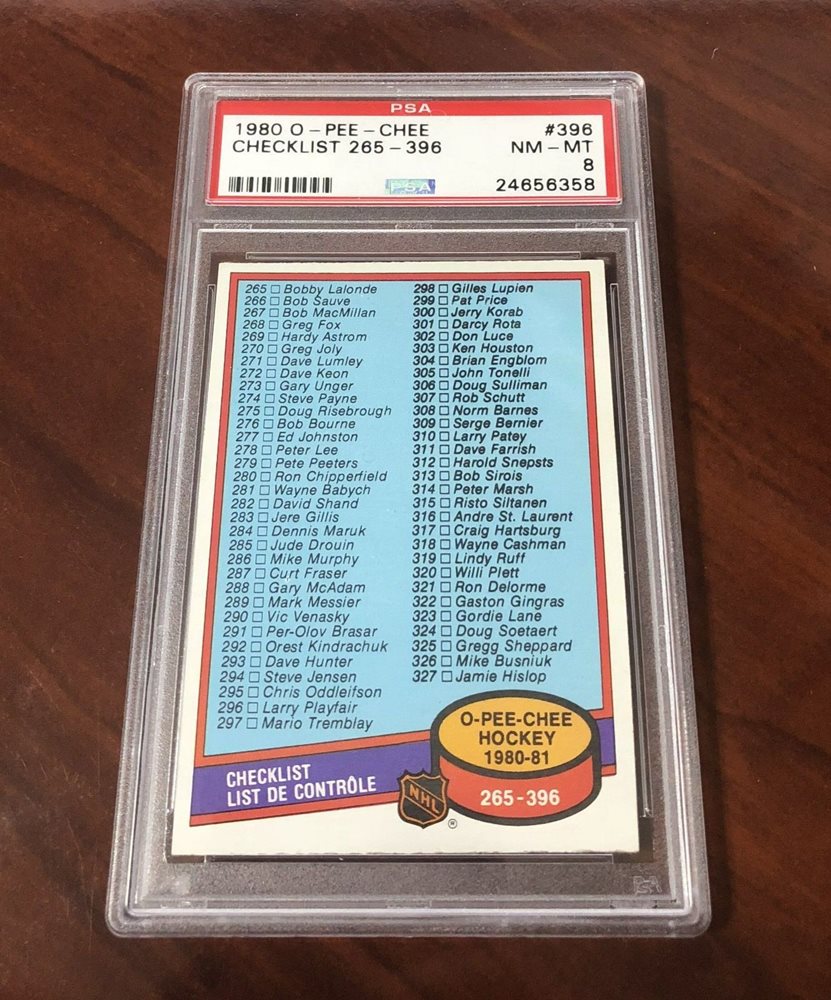 PSA
1980 O-PEE-CHEE #396
CHECKLIST 265-396 NM-MT
8
PSA 24656358
265 □ Bobby Lalonde
266 □ Bob Sauve
267 □ Bob MacMillan
268 □ Greg Fox
269 □ Hardy Astrom
270 □ Greg Joly
271 □ Dave Lumley
272 □ Dave Keon
273 □ Gary Unger
274 □ Steve Payne
275 □ Doug Risebrough
276 □ Bob Bourne
277 □ Ed Johnston
278 □ Peter Lee
279 □ Pete Peeters
280 □ Ron Chipperfield
281 □ Wayne Babych
282 □ David Shand
283 □ Jere Gillis
284 □ Dennis Maruk
285 □ Jude Drouin
286 □ Mike Murphy
287 □ Curt Fraser
288 □ Gary McAdam
289 □ Mark Messier
290 □ Vic Venasky
291 □ Per-Olov Brasar
292 □ Orest Kindrachuk
293 □ Dave Hunter
294 □ Steve Jensen
295 □ Chris Oddleifson
296 □ Larry Playfair
297 □ Mario Tremblay
298 □ Gilles Lupien
299 □ Pat Price
300 □ Jerry Korab
301 □ Darcy Rota
302 □ Don Luce
303 □ Ken Houston
304 □ Brian Engblom
305 □ John Tonelli
306 □ Doug Sulliman
307 □ Rob Schutt
308 □ Norm Barnes
309 □ Serge Bernier
310 □ Larry Patey
311 □ Dave Farrish
312 □ Harold Snepsts
313 □ Bob Sirois
314 □ Peter Marsh
315 □ Risto Siltanen
316 □ Andre St. Laurent
317 □ Craig Hartsburg
318 □ Wayne Cashman
319 □ Lindy Ruff
320 □ Willi Plett
321 □ Ron Delorme
322 □ Gaston Gingras
323 □ Gordie Lane
324 □ Doug Soetaert
325 □ Gregg Sheppard
326 □ Mike Busniuk
327 □ Jamie Hislop
O-PEE-CHEE
HOCKEY
1980-81
265-396
CHECKLIST
LIST DE CONTRÔLE
NHL
®
PSA